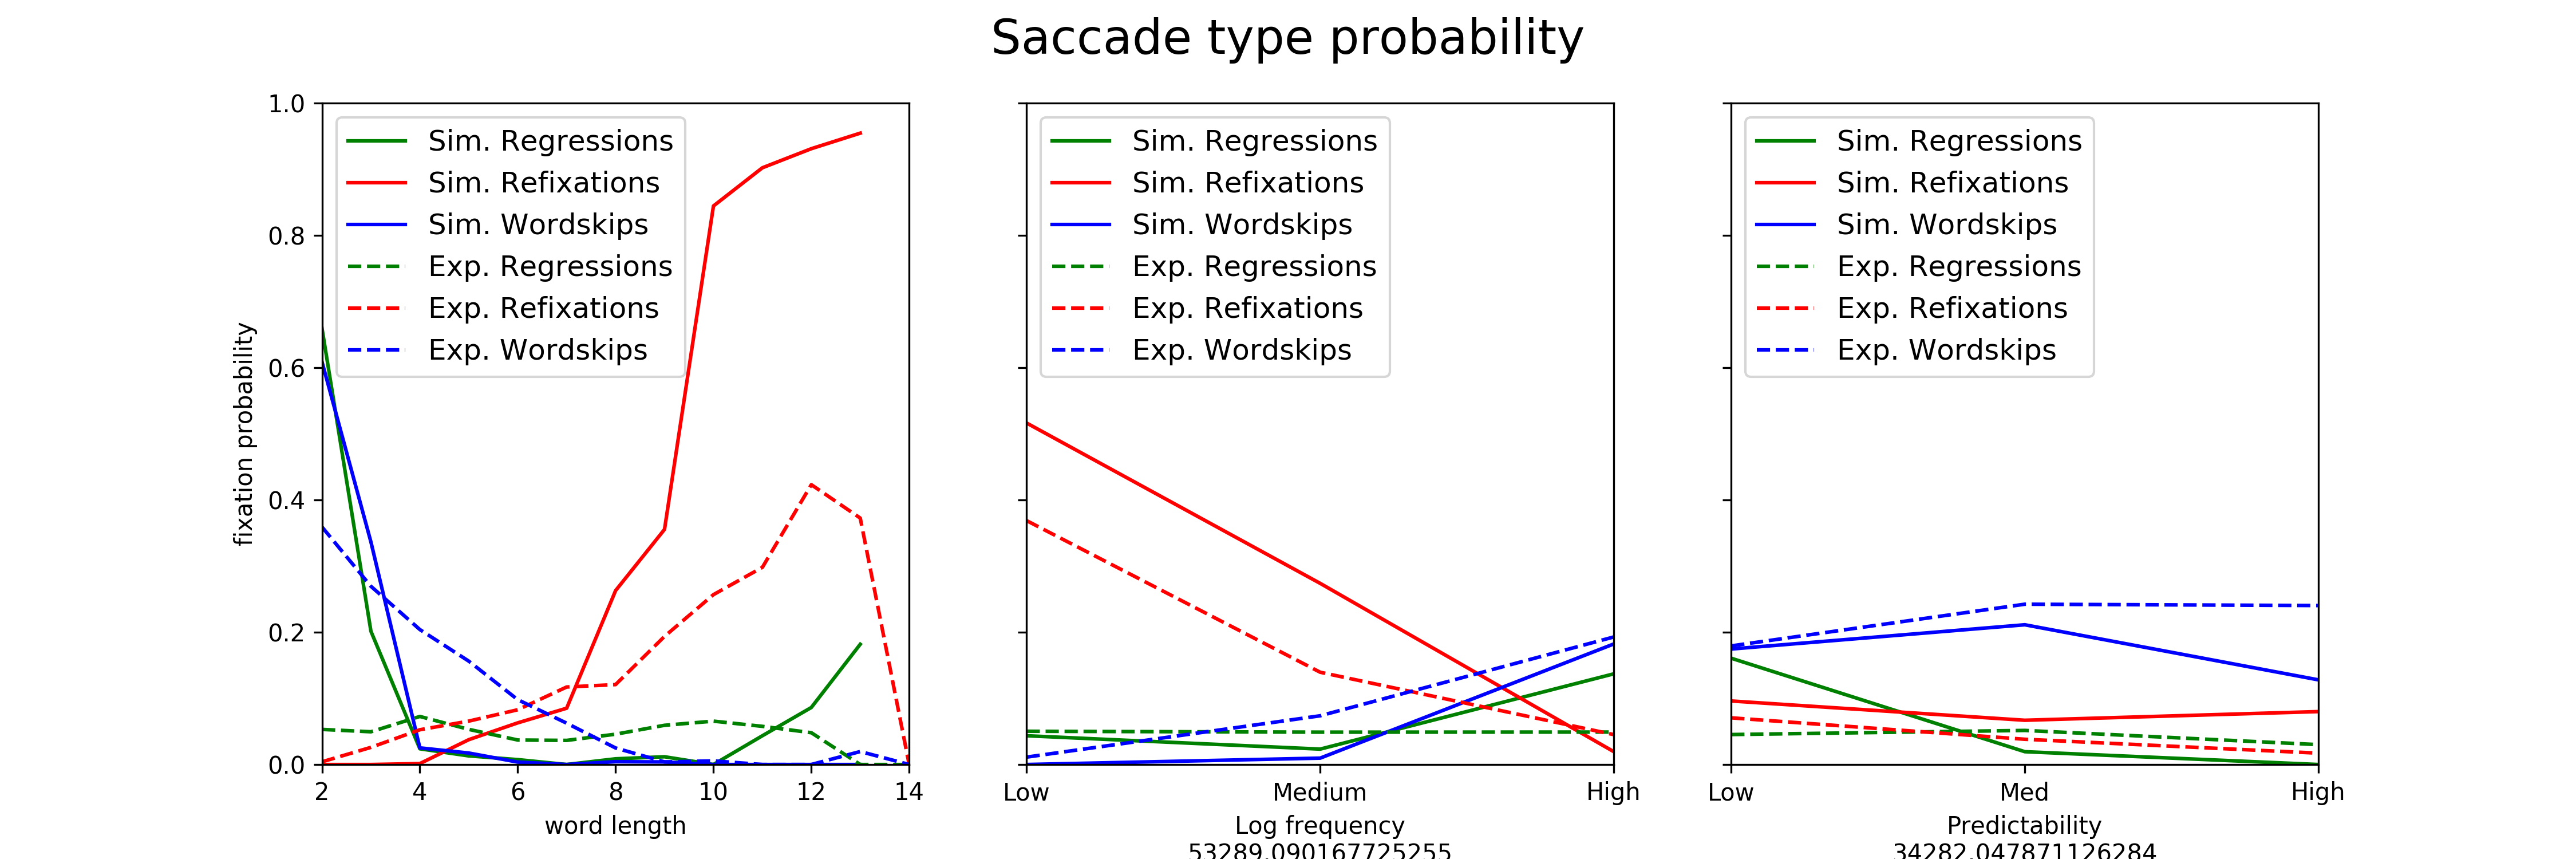 Saccade type probability
1.0
0.8
0.6
0.4
0.2
0.0
fixation probability
Sim. Regressions
Sim. Refixations
Sim. Wordskips
Exp. Regressions
Exp. Refixations
Exp. Wordskips
2 4 6 8 10 12 14
word length
Sim. Regressions
Sim. Refixations
Sim. Wordskips
Exp. Regressions
Exp. Refixations
Exp. Wordskips
Low Medium High
Log frequency
53289.090167725255
Sim. Regressions
Sim. Refixations
Sim. Wordskips
Exp. Regressions
Exp. Refixations
Exp. Wordskips
Low Med High
Predictability
34282.047871126284